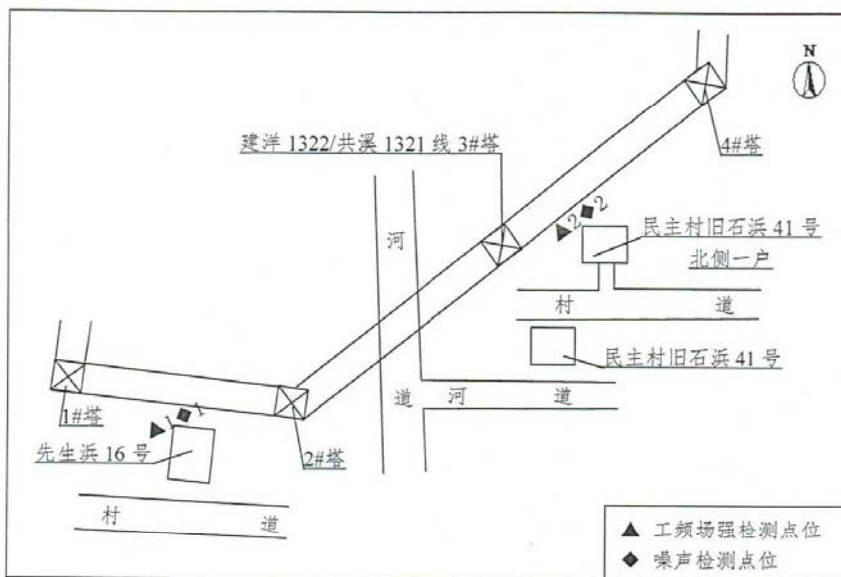 N
建洋 1322/共溪 1321 线 3#塔
4#塔
2
2
河
民主村旧石浜 41 号
北侧一户
村 道
民主村旧石浜 41 号
道 河 道
1
1
1#塔
2#塔
先生浜 16 号
村 道
▲ 工频场强检测点位
◆ 噪声检测点位